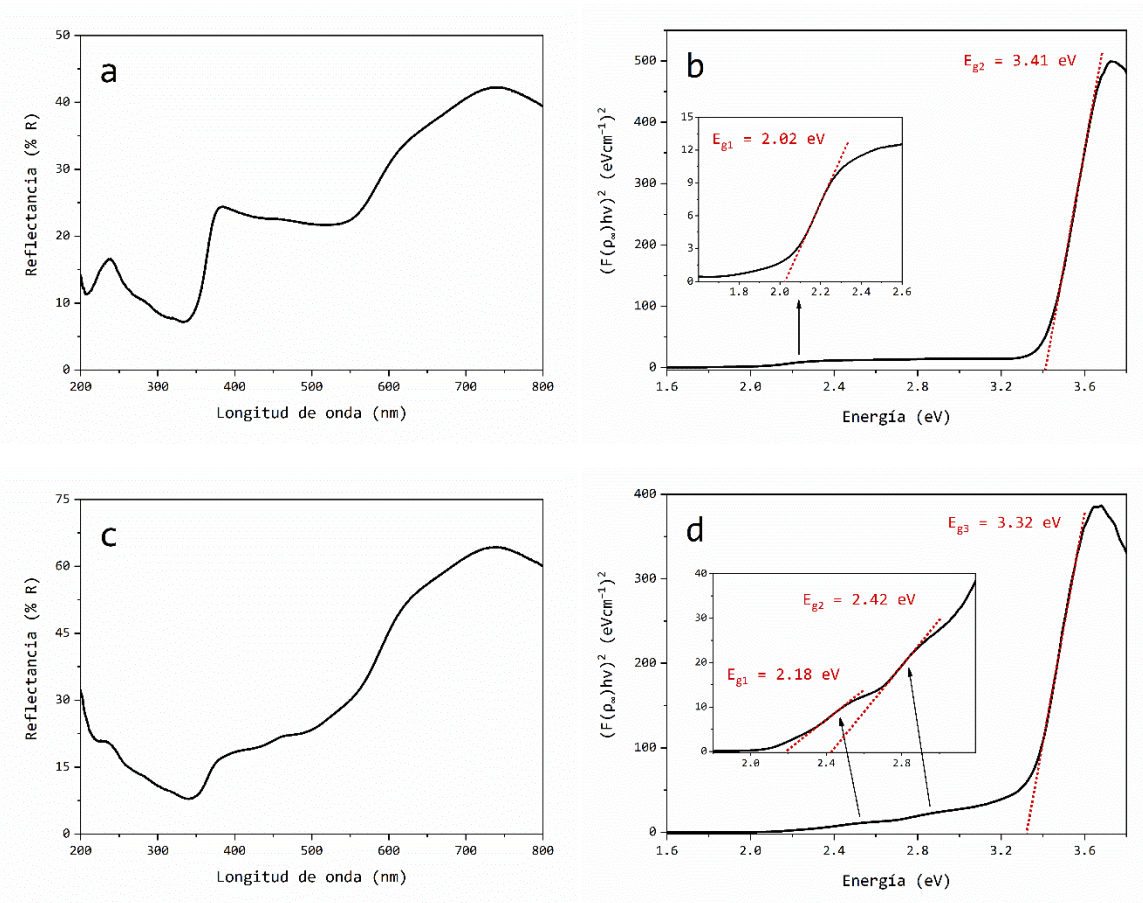 a
50
40
30
20
10
0
Reflectancia (% R)
200 300 400 500 600 700 800
Longitud de onda (nm)
b
E_g2 = 3.41 eV
500
400
300
200
100
0
(F(ρ∞)hν)² (eVcm⁻¹)²
E_g1 = 2.02 eV
15
12
9
6
3
0
1.8 2.0 2.2 2.4 2.6
1.6 2.0 2.4 2.8 3.2 3.6
Energía (eV)
c
75
60
45
30
15
0
Reflectancia (% R)
200 300 400 500 600 700 800
Longitud de onda (nm)
d
E_g3 = 3.32 eV
400
300
200
100
0
(F(ρ∞)hν)² (eVcm⁻¹)²
E_g2 = 2.42 eV
E_g1 = 2.18 eV
40
30
20
10
0
2.0 2.4 2.8
1.6 2.0 2.4 2.8 3.2 3.6
Energía (eV)